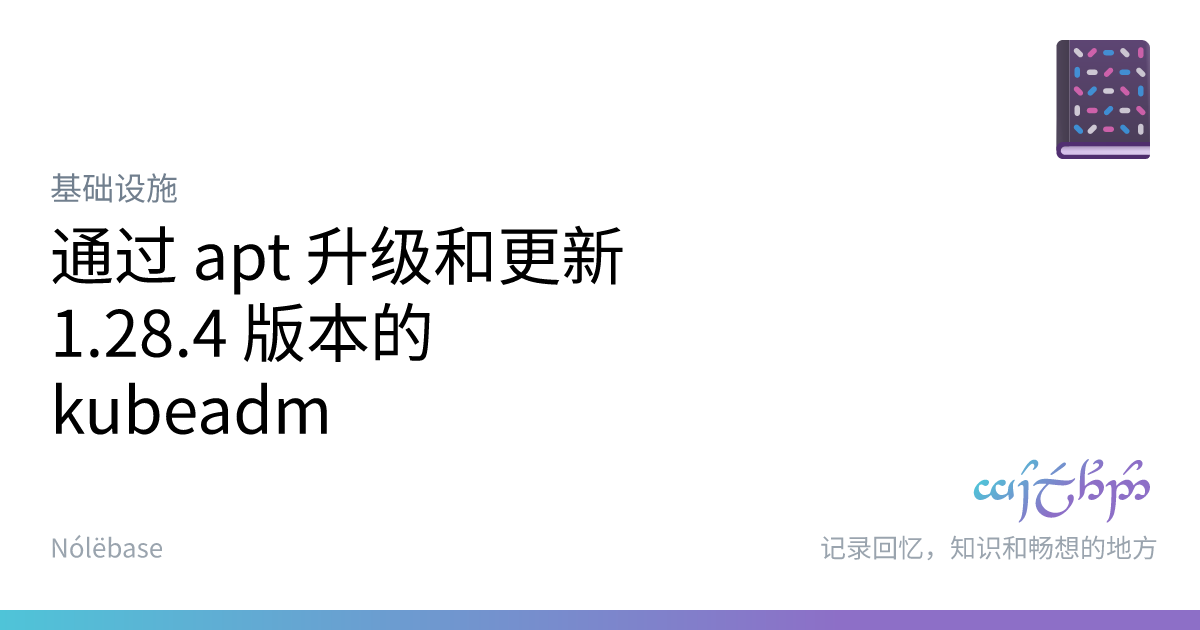 基础设施
通过 apt 升级和更新
1.28.4 版本的
kubeadm
Nólëbase
记录回忆，知识和畅想的地方